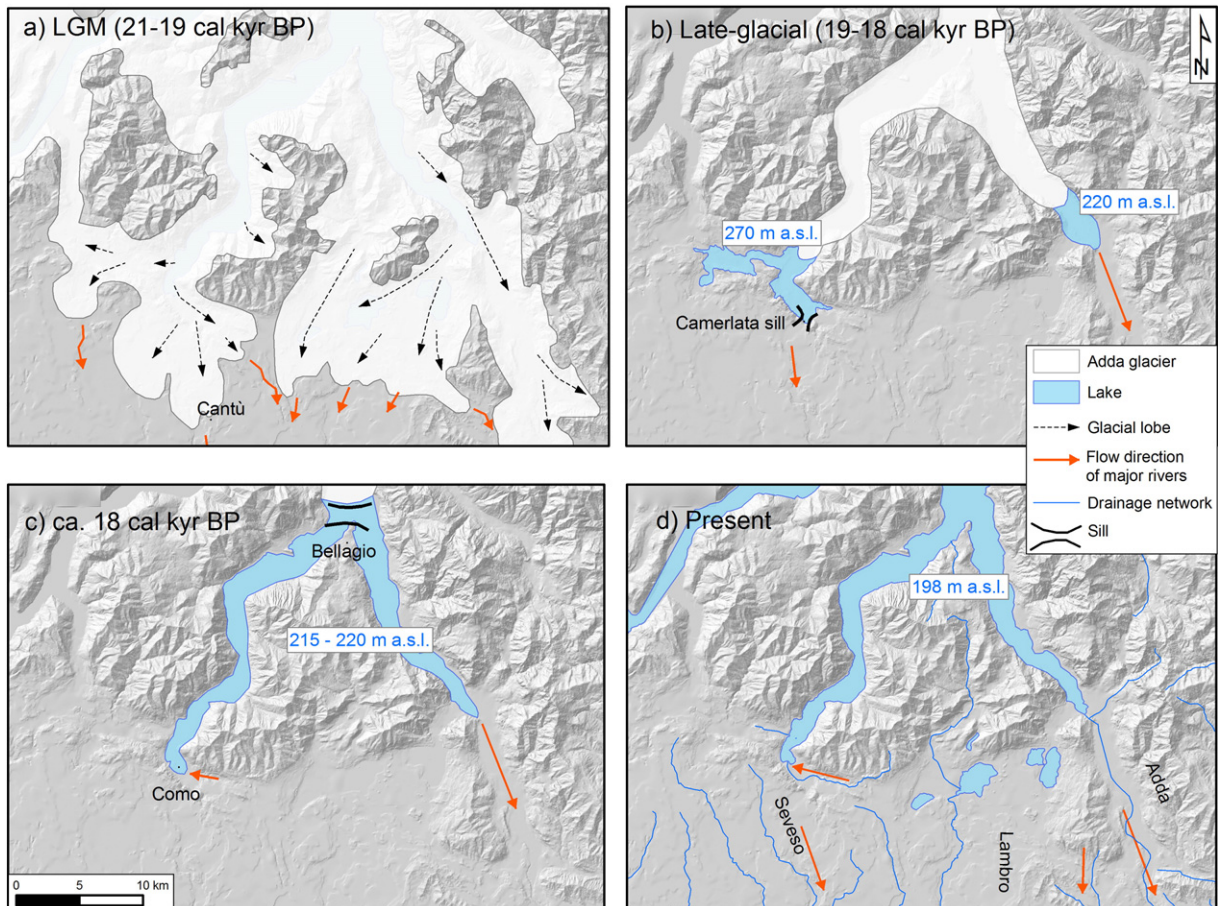 a) LGM (21-19 cal kyr BP)
Cantù
b) Late-glacial (19-18 cal kyr BP)
N
270 m a.s.l.
220 m a.s.l.
Camerlata sill
Adda glacier
Lake
Glacial lobe
Flow direction
of major rivers
Drainage network
Sill
c) ca. 18 cal kyr BP
Bellagio
215 - 220 m a.s.l.
Como
0 5 10 km
d) Present
198 m a.s.l.
Seveso
Lambro
Adda